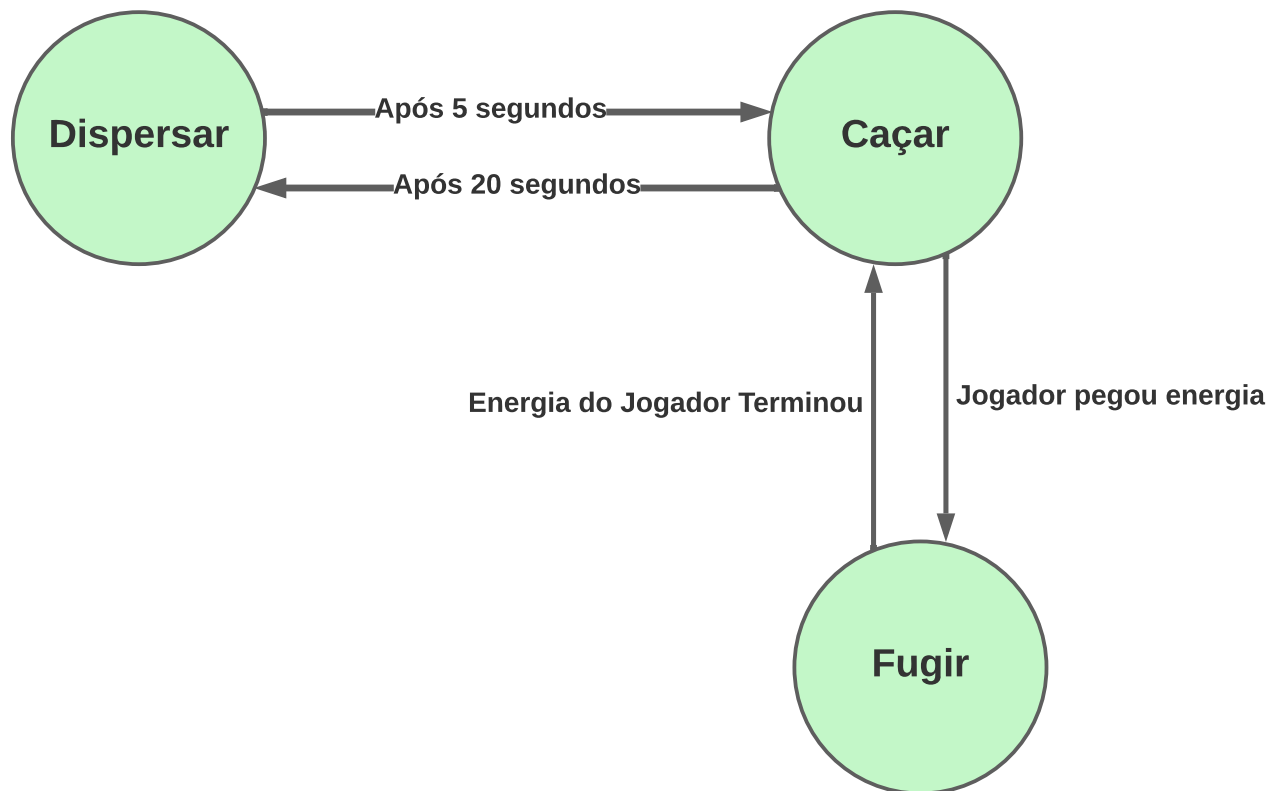 Dispersar
Após 5 segundos
Caçar
Após 20 segundos
Energia do Jogador Terminou
Jogador pegou energia
Fugir